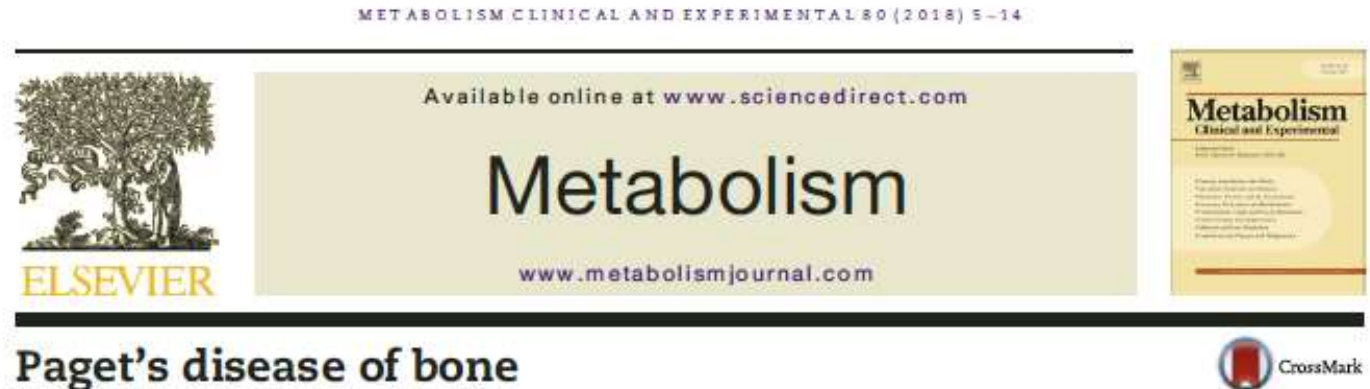 METABOLISM CLINICAL AND EXPERIMENTAL 80 (2018) 5–14
Available online at www.sciencedirect.com
Metabolism
www.metabolismjournal.com
ELSEVIER
Metabolism
Clinical and Experimental
Paget's disease of bone
CrossMark